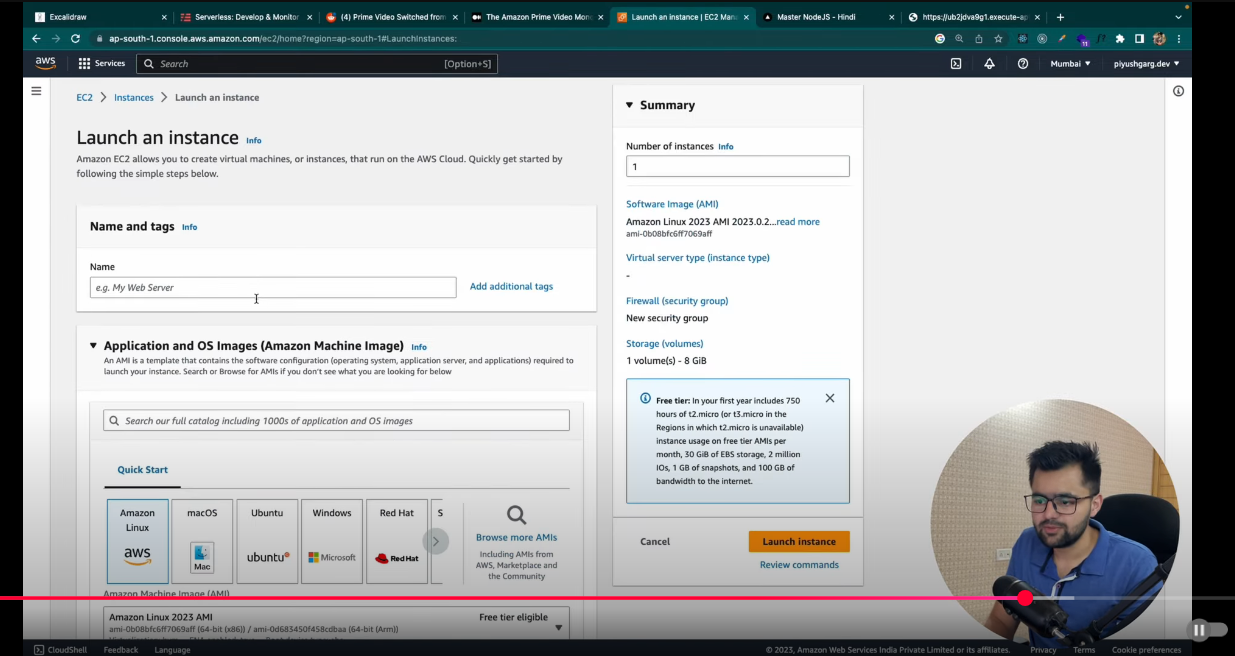 Excalidraw
Serverless: Develop & Monitor
(4) Prime Video Switched from
The Amazon Prime Video Mon
Launch an instance | EC2 Man
Master NodeJS - Hindi
https://ub2jdva9g1.execute-ap
ap-south-1.console.aws.amazon.com/ec2/home?region=ap-south-1#LaunchInstances:
11
aws
Services
Search
[Option+S]
Mumbai
piyushgarg.dev
EC2 > Instances > Launch an instance
Launch an instance Info
Amazon EC2 allows you to create virtual machines, or instances, that run on the AWS Cloud. Quickly get started by
following the simple steps below.
Name and tags Info
Name
e.g. My Web Server
Add additional tags
Application and OS Images (Amazon Machine Image) Info
An AMI is a template that contains the software configuration (operating system, application server, and applications) required to
launch your instance. Search or Browse for AMIs if you don't see what you are looking for below
Search our full catalog including 1000s of application and OS images
Quick Start
Amazon
Linux
aws
macOS
Mac
Ubuntu
ubuntu
Windows
Microsoft
Red Hat
Red Hat
S
Browse more AMIs
Including AMIs from
AWS, Marketplace and
the Community
Amazon Machine Image (AMI)
Amazon Linux 2023 AMI
Free tier eligible
ami-0b08bfc6ff7069aff (64-bit (x86)) / ami-0d683450f458cdbaa (64-bit (Arm))
Summary
Number of instances Info
1
Software Image (AMI)
Amazon Linux 2023 AMI 2023.0.2...read more
ami-0b08bfc6ff7069aff
Virtual server type (instance type)
-
Firewall (security group)
New security group
Storage (volumes)
1 volume(s) - 8 GiB
Free tier: In your first year includes 750
hours of t2.micro (or t3.micro in the
Regions in which t2.micro is unavailable)
instance usage on free tier AMIs per
month, 30 GiB of EBS storage, 2 million
IOs, 1 GB of snapshots, and 100 GB of
bandwidth to the internet.
Cancel
Launch instance
Review commands
CloudShell
Feedback
Language
© 2023, Amazon Web Services India Private Limited or its affiliates.
Privacy
Terms
Cookie preferences